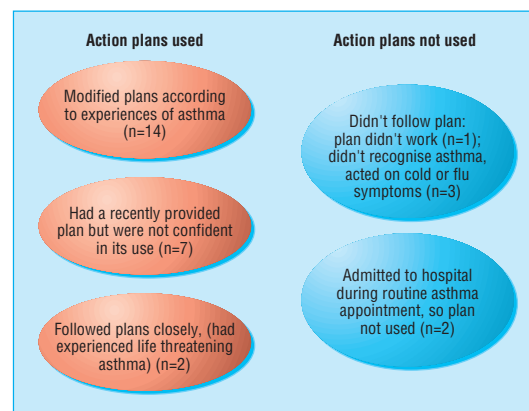 Action plans used
Modified plans according
to experiences of asthma
(n=14)
Had a recently provided
plan but were not confident
in its use (n=7)
Followed plans closely, (had
experienced life threatening
asthma) (n=2)
Action plans not used
Didn't follow plan:
plan didn't work (n=1);
didn't recognise asthma,
acted on cold or flu
symptoms (n=3)
Admitted to hospital
during routine asthma
appointment, so plan
not used (n=2)